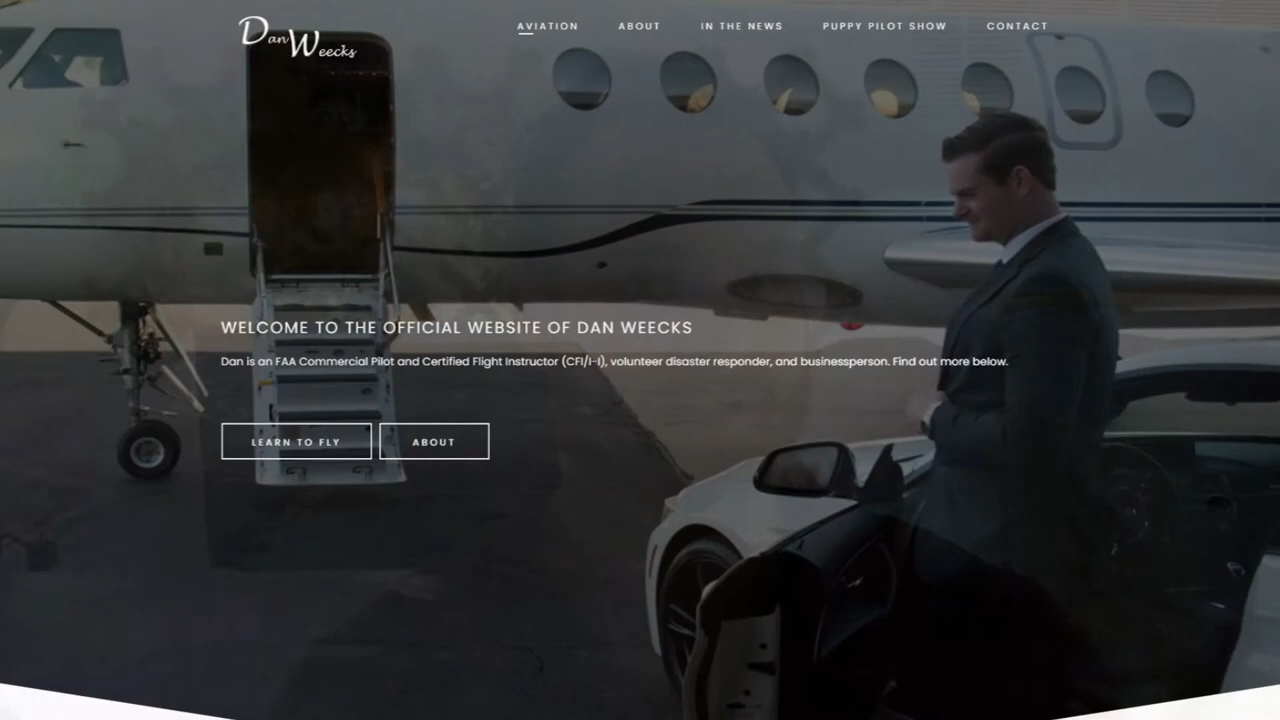 Dan Weecks
AVIATION ABOUT IN THE NEWS PUPPY PILOT SHOW CONTACT
WELCOME TO THE OFFICIAL WEBSITE OF DAN WEECKS
Dan is an FAA Commercial Pilot and Certified Flight Instructor (CFI/I-I), volunteer disaster responder, and businessperson. Find out more below.
LEARN TO FLY ABOUT